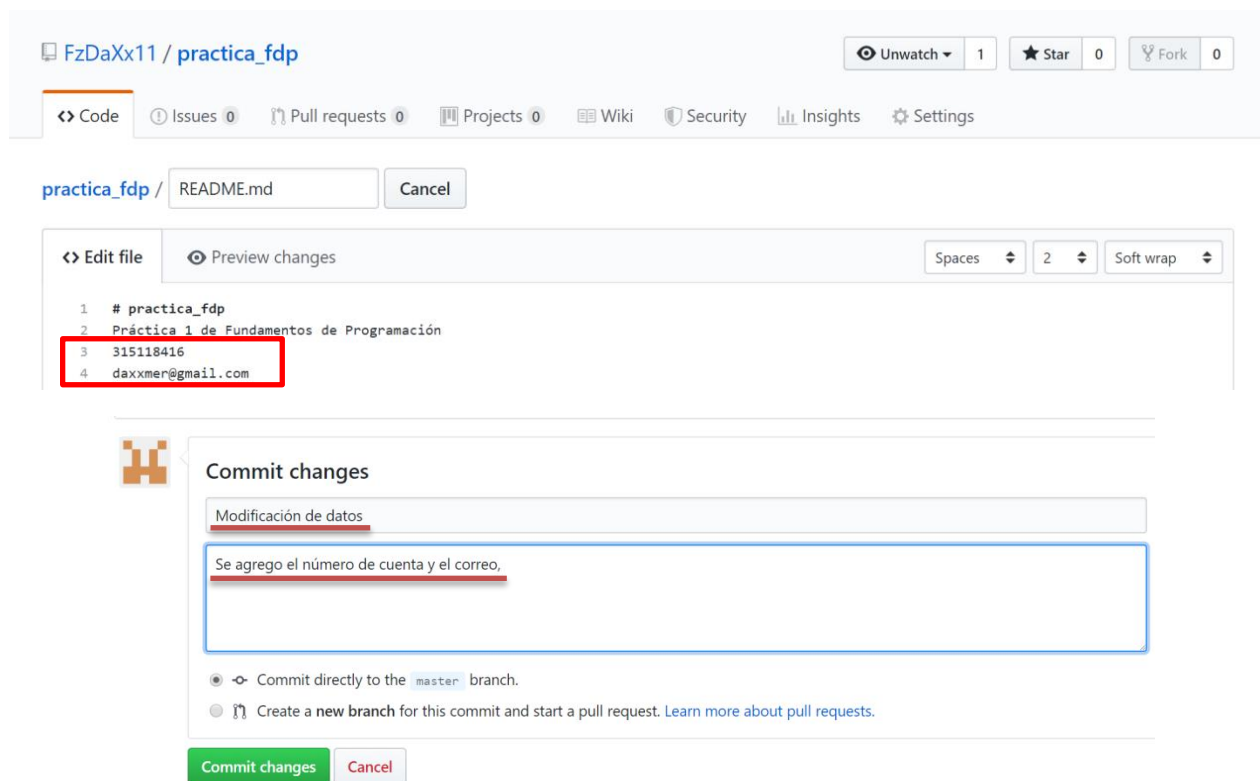 FzDaXx11 / practica_fdp Unwatch 1 Star 0 Fork 0
Code Issues 0 Pull requests 0 Projects 0 Wiki Security Insights Settings
practica_fdp / README.md Cancel
Edit file Preview changes Spaces 2 Soft wrap
1 # practica_fdp
2 Práctica 1 de Fundamentos de Programación
3 315118416
4 daxxmer@gmail.com
Commit changes
Modificación de datos
Se agrego el número de cuenta y el correo,
Commit directly to the master branch.
Create a new branch for this commit and start a pull request. Learn more about pull requests.
Commit changes Cancel